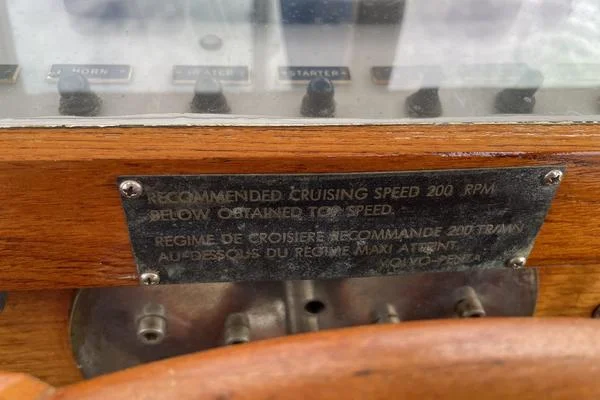 HORN
HEATER
STARTER
RECOMMENDED CRUISING SPEED 200 RPM
BELOW OBTAINED TOP SPEED.
REGIME DE CROISIERE RECOMMANDE 200 TR/MN
AU-DESSOUS DU REGIME MAXI ATTEINT.
VOLVO-PENTA